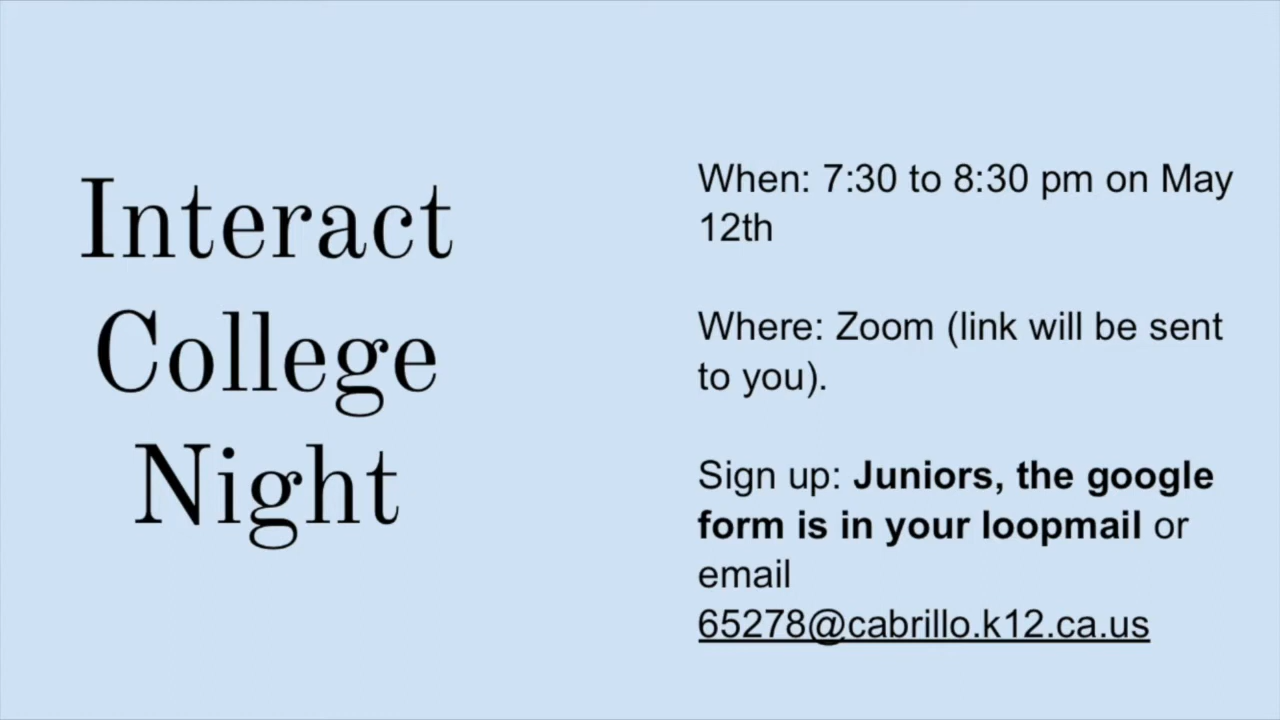 Interact
College
Night
When: 7:30 to 8:30 pm on May
12th
Where: Zoom (link will be sent
to you).
Sign up: Juniors, the google
form is in your loopmail or
email
65278@cabrillo.k12.ca.us